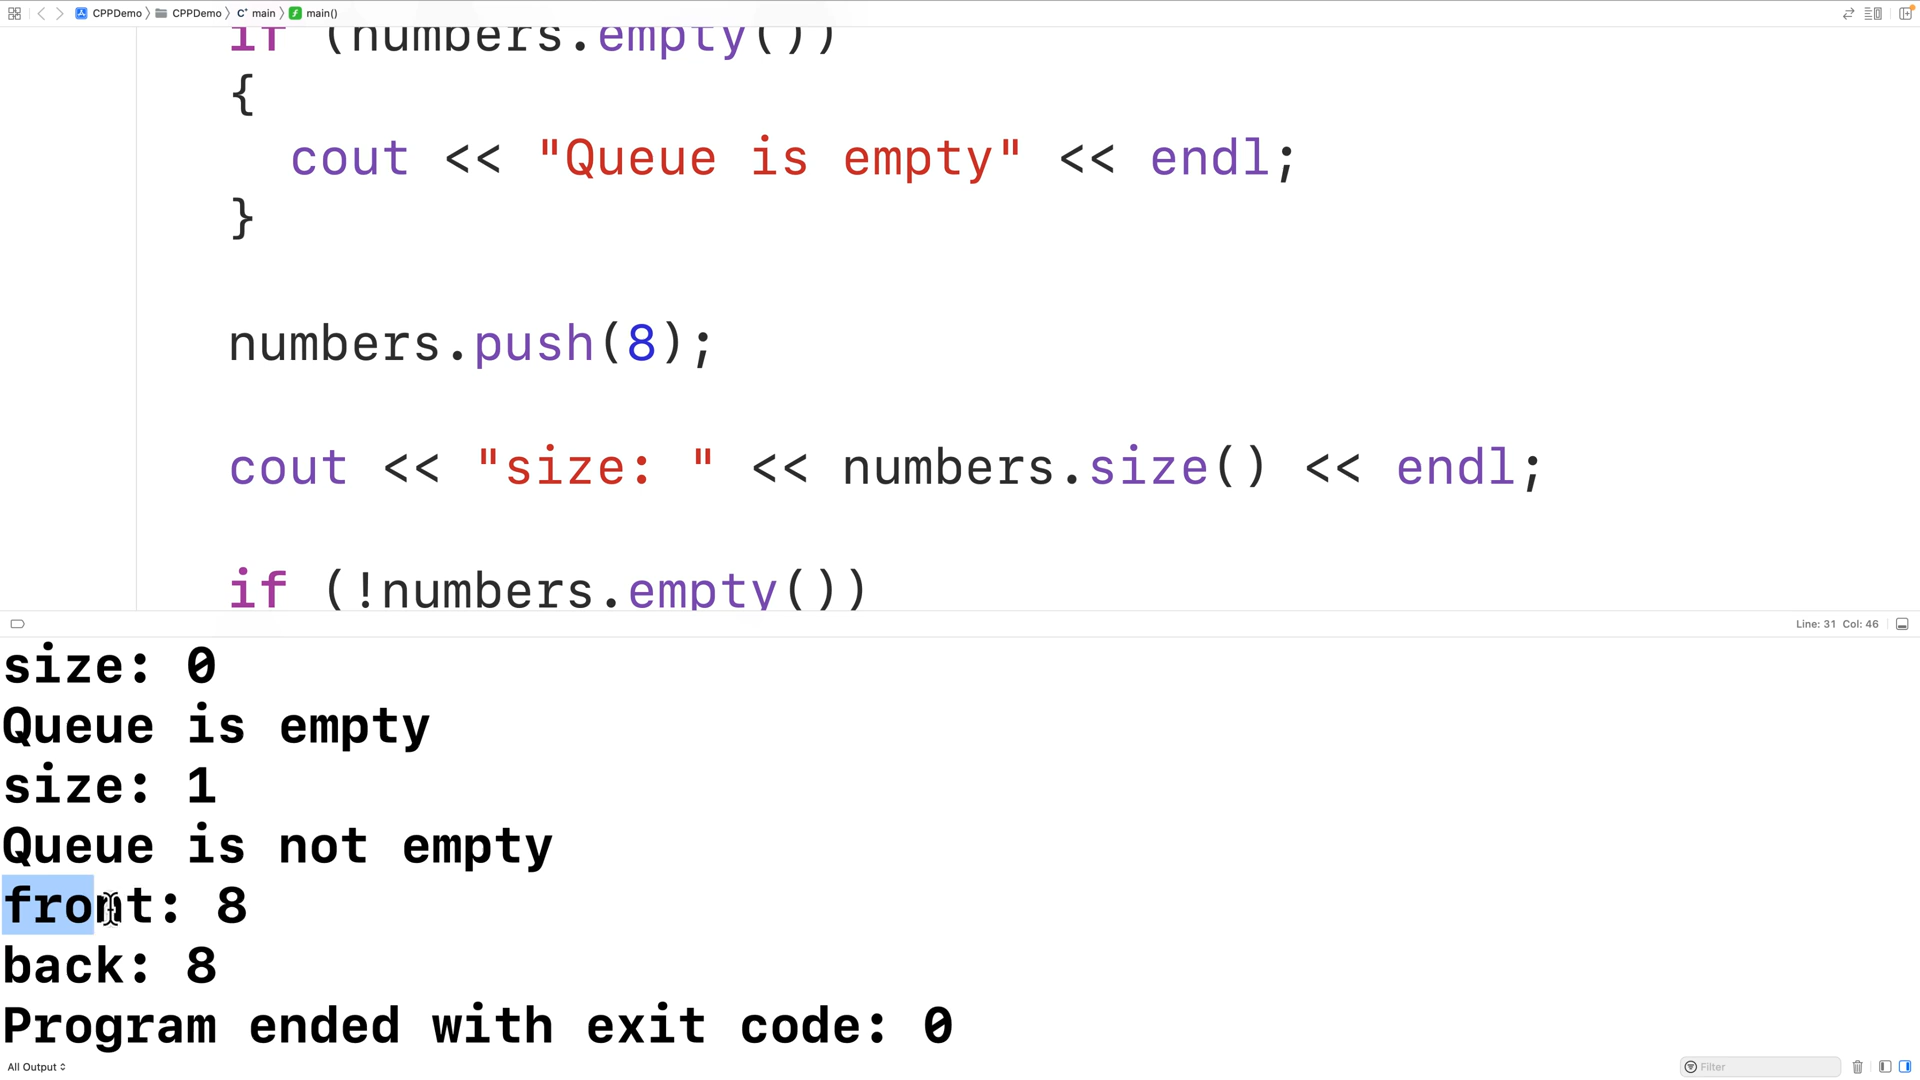 CPPDemo CPPDemo C+ main main()
if (numbers.empty())
{
cout << "Queue is empty" << endl;
}
numbers.push(8);
cout << "size: " << numbers.size() << endl;
if (!numbers.empty())
Line: 31 Col: 46
size: 0
Queue is empty
size: 1
Queue is not empty
front: 8
back: 8
Program ended with exit code: 0
All Output
Filter